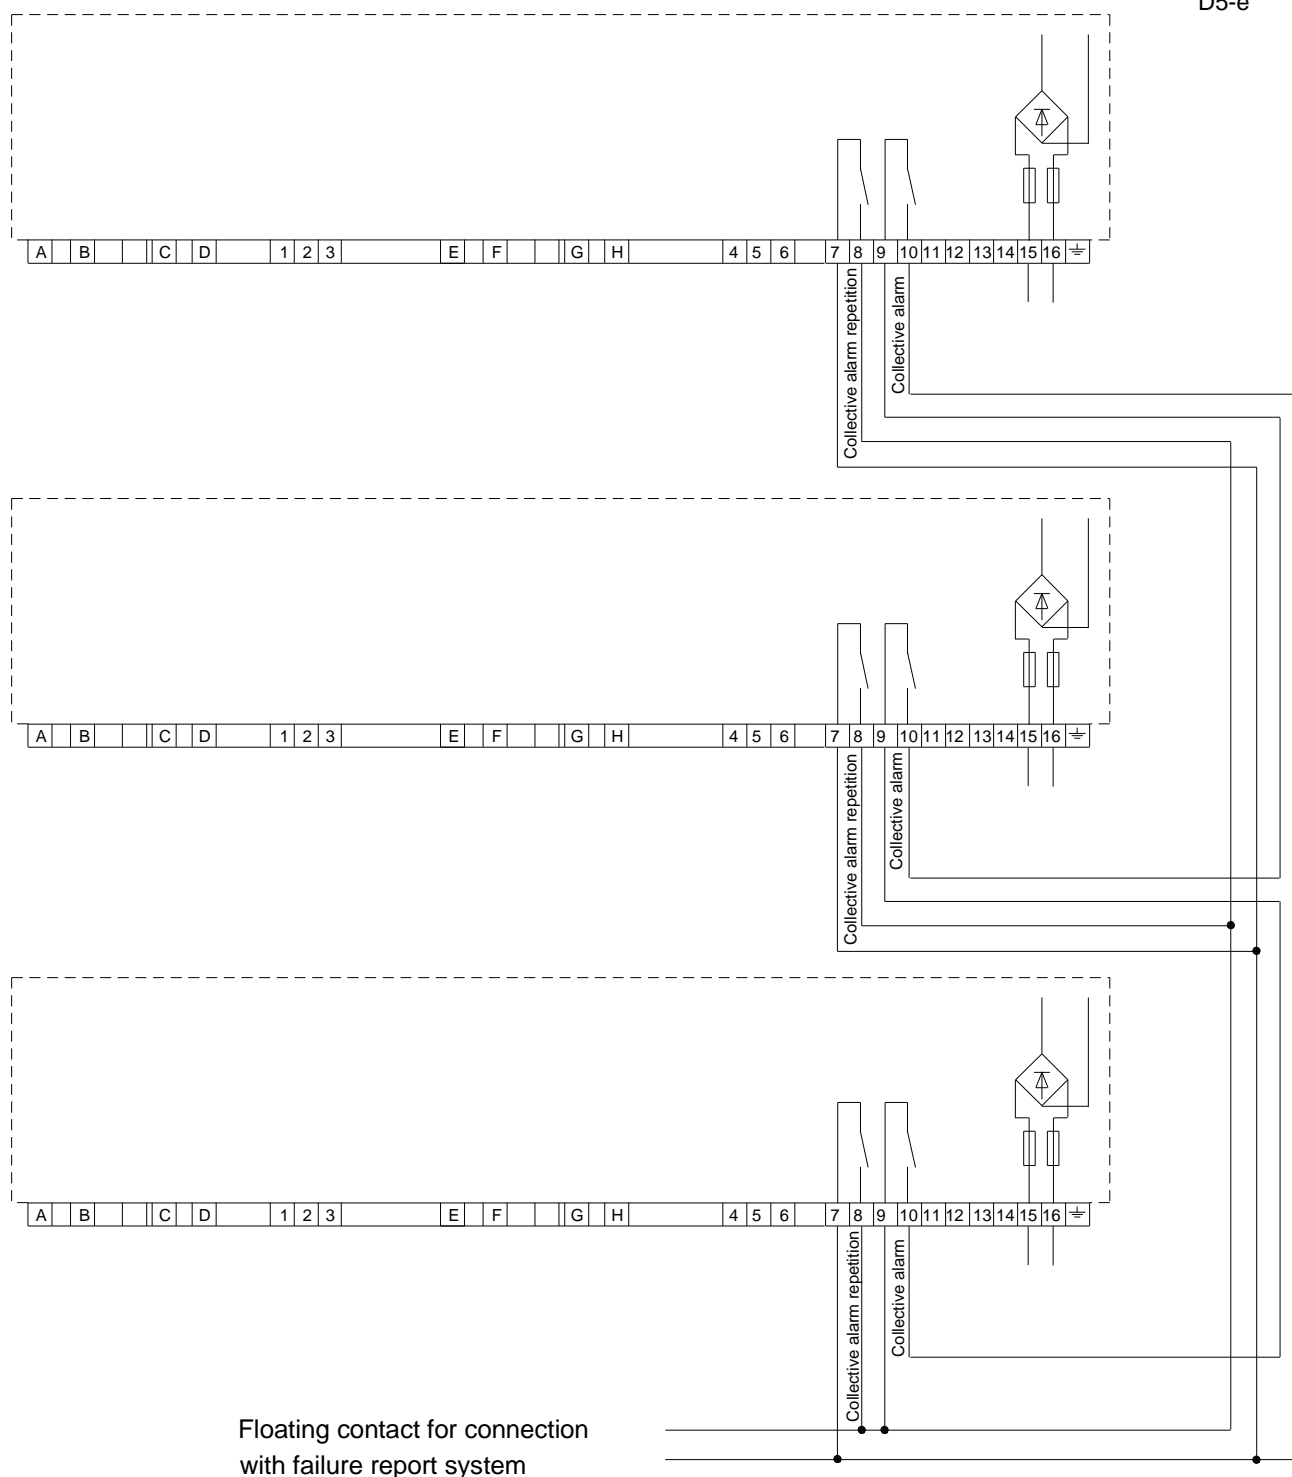 D5-e
A B C D 1 2 3 E F G H 4 5 6 7 8 9 10 11 12 13 14 15 16
Collective alarm repetition
Collective alarm
A B C D 1 2 3 E F G H 4 5 6 7 8 9 10 11 12 13 14 15 16
Collective alarm repetition
Collective alarm
A B C D 1 2 3 E F G H 4 5 6 7 8 9 10 11 12 13 14 15 16
Collective alarm repetition
Collective alarm
Floating contact for connection
with failure report system